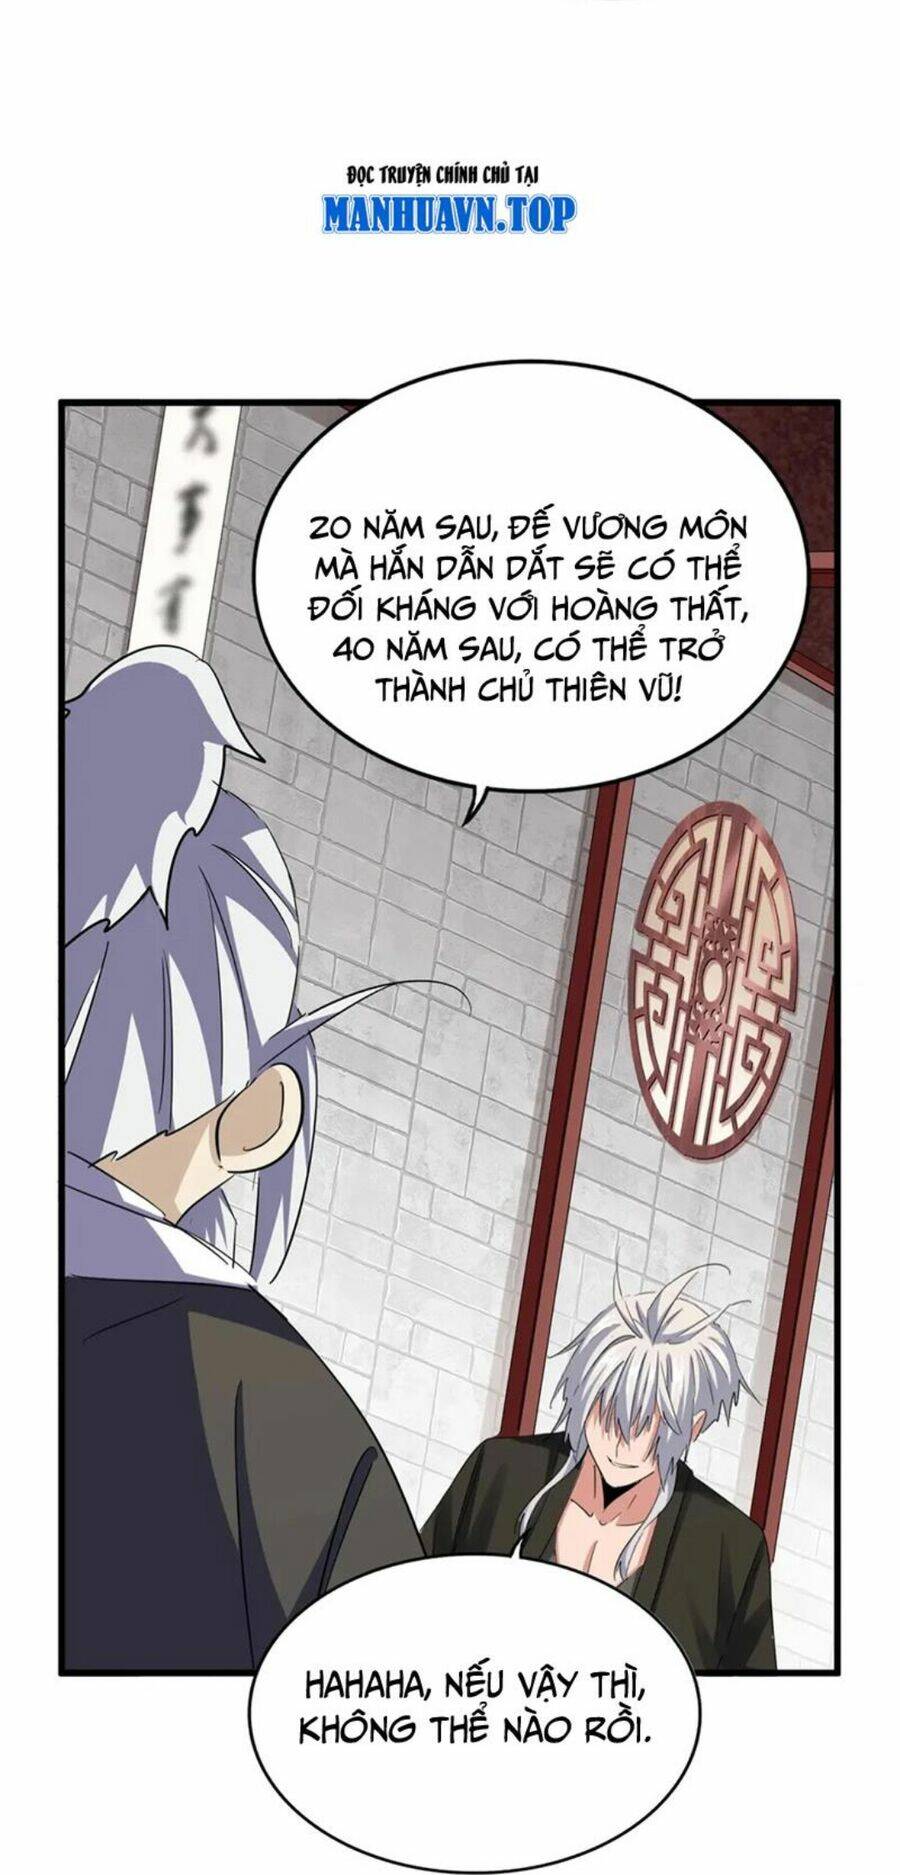 ĐỌC TRUYỆN CHÍNH CHỦ TẠI
MANHUAVN.TOP
20 NĂM SAU, ĐẾ VƯƠNG MÔN
MÀ HẮN DẪN DẮT SẼ CÓ THỂ
ĐỐI KHÁNG VỚI HOÀNG THẤT,
40 NĂM SAU, CÓ THỂ TRỞ
THÀNH CHỦ THIÊN VŨ!
HAHAHA, NẾU VẬY THÌ,
KHÔNG THỂ NÀO RỒI.